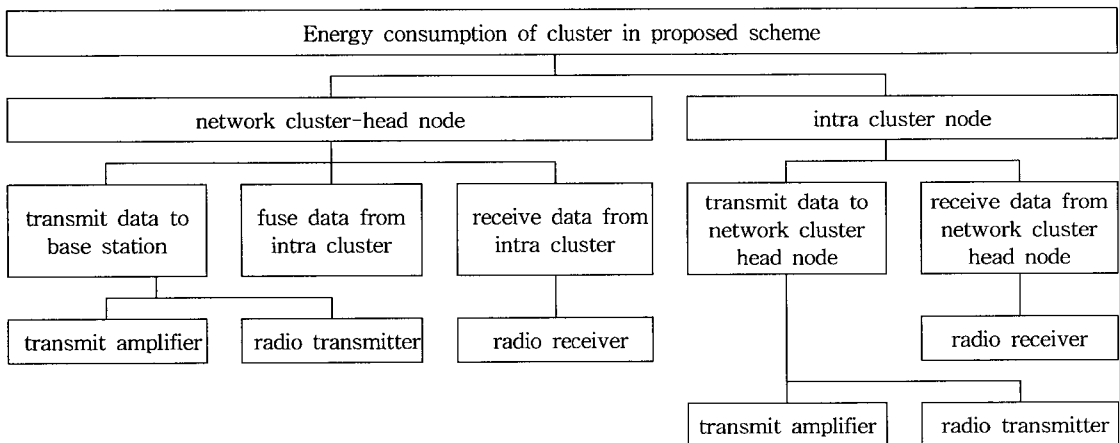 Energy consumption of cluster in proposed scheme
network cluster-head node
intra cluster node
transmit data to
base station
fuse data from
intra cluster
receive data from
intra cluster
transmit data to
network cluster
head node
receive data from
network cluster
head node
transmit amplifier
radio transmitter
radio receiver
radio receiver
transmit amplifier
radio transmitter